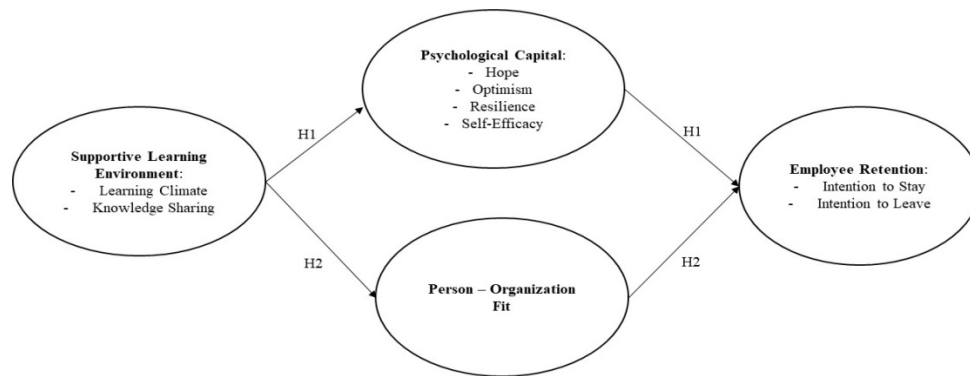 Psychological Capital:
- Hope
- Optimism
- Resilience
- Self-Efficacy
H1
H1
Supportive Learning
Environment:
- Learning Climate
- Knowledge Sharing
Employee Retention:
- Intention to Stay
- Intention to Leave
H2
H2
Person – Organization
Fit